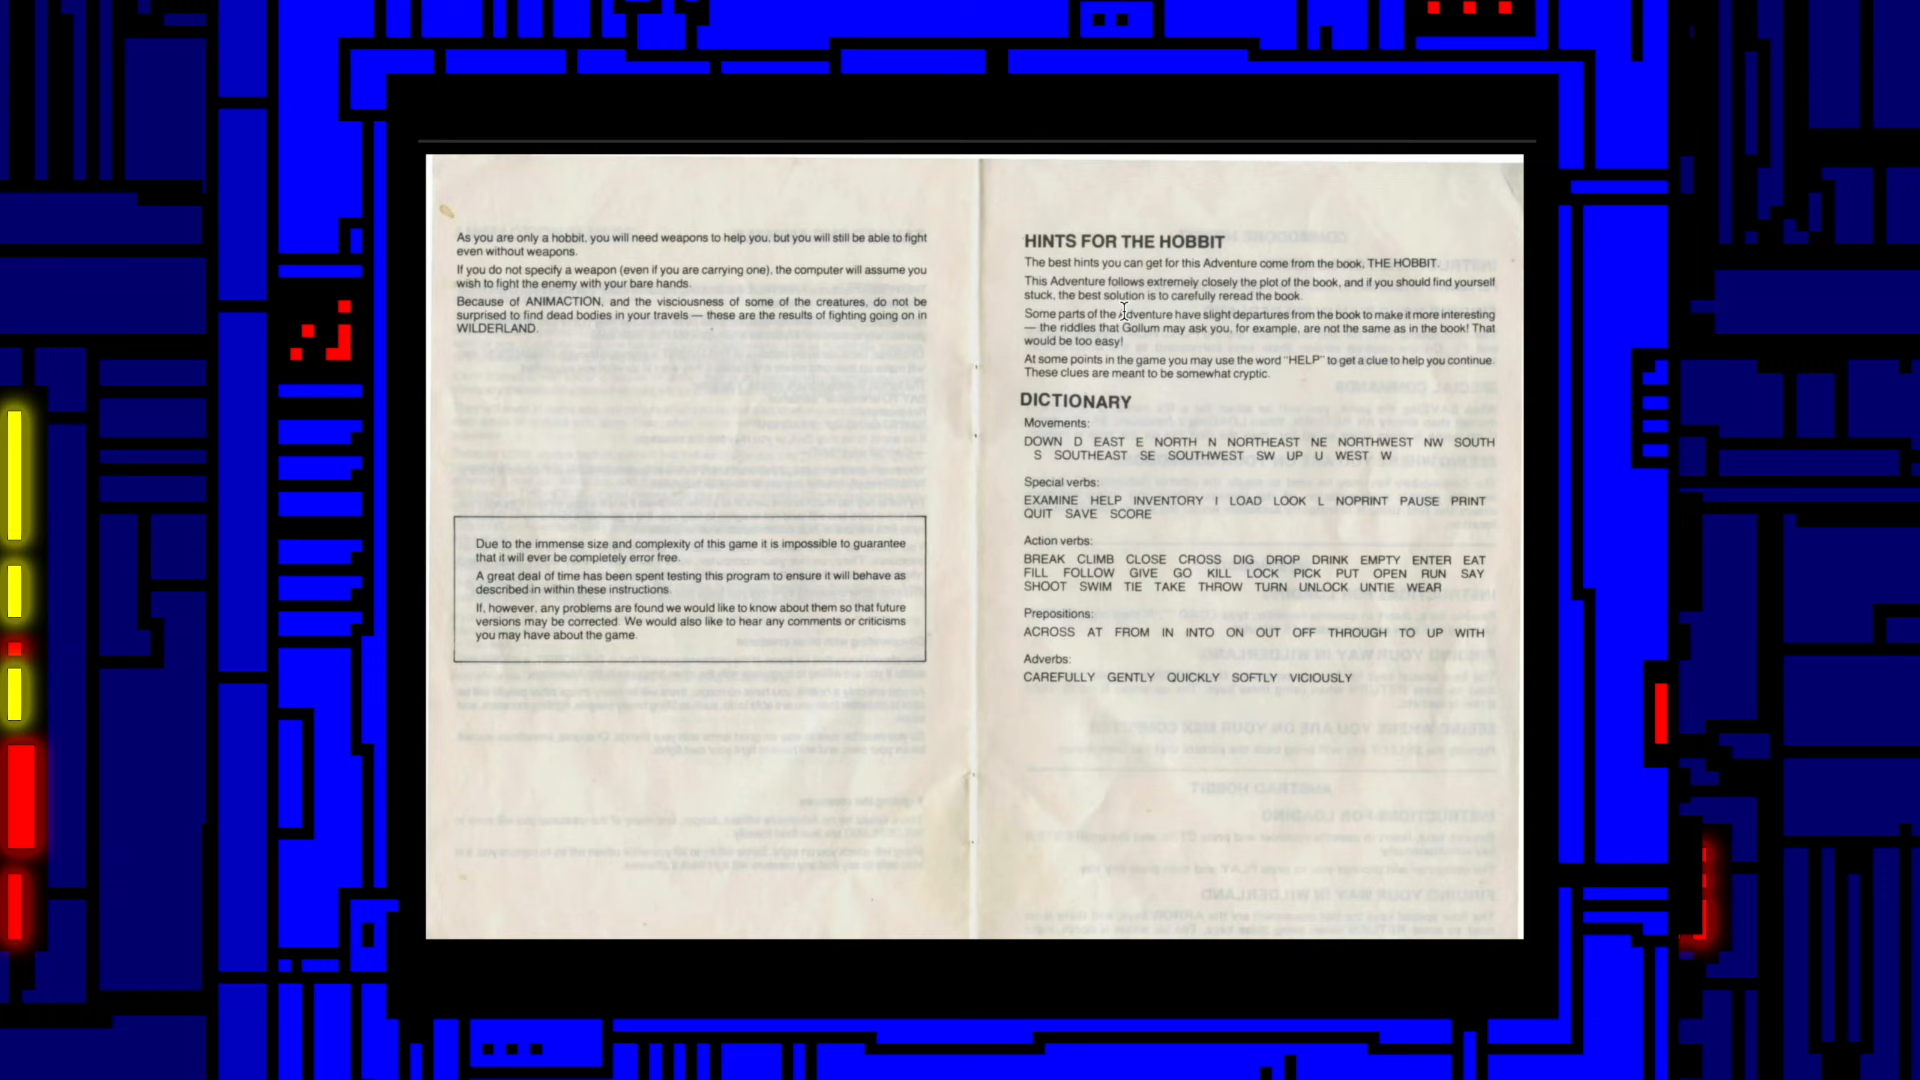 As you are only a hobbit, you will need weapons to help you, but you will still be able to fight
even without weapons.
If you do not specify a weapon (even if you are carrying one), the computer will assume you
wish to fight the enemy with your bare hands.
Because of ANIMACTION, and the visciousness of some of the creatures, do not be
surprised to find dead bodies in your travels — these are the results of fighting going on in
WILDERLAND.
Due to the immense size and complexity of this game it is impossible to guarantee
that it will ever be completely error free.
A great deal of time has been spent testing this program to ensure it will behave as
described in within these instructions.
If, however, any problems are found we would like to know about them so that future
versions may be corrected. We would also like to hear any comments or criticisms
you may have about the game.
HINTS FOR THE HOBBIT
The best hints you can get for this Adventure come from the book, THE HOBBIT.
This Adventure follows extremely closely the plot of the book, and if you should find yourself
stuck, the best solution is to carefully reread the book.
Some parts of the Adventure have slight departures from the book to make it more interesting
— the riddles that Gollum may ask you, for example, are not the same as in the book! That
would be too easy!
At some points in the game you may use the word "HELP" to get a clue to help you continue.
These clues are meant to be somewhat cryptic.
DICTIONARY
Movements:
DOWN D EAST E NORTH N NORTHEAST NE NORTHWEST NW SOUTH
S SOUTHEAST SE SOUTHWEST SW UP U WEST W
Special verbs:
EXAMINE HELP INVENTORY I LOAD LOOK L NOPRINT PAUSE PRINT
QUIT SAVE SCORE
Action verbs:
BREAK CLIMB CLOSE CROSS DIG DROP DRINK EMPTY ENTER EAT
FILL FOLLOW GIVE GO KILL LOCK PICK PUT OPEN RUN SAY
SHOOT SWIM TIE TAKE THROW TURN UNLOCK UNTIE WEAR
Prepositions:
ACROSS AT FROM IN INTO ON OUT OFF THROUGH TO UP WITH
Adverbs:
CAREFULLY GENTLY QUICKLY SOFTLY VICIOUSLY